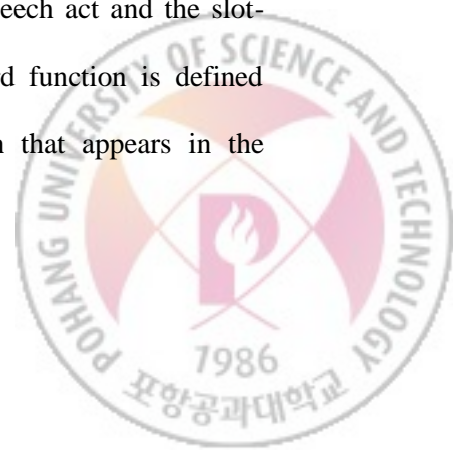 eech act and the slot-
rd function is defined
n that appears in the
POHANG UNIVERSITY OF SCIENCE AND TECHNOLOGY
1986
포항공과대학교